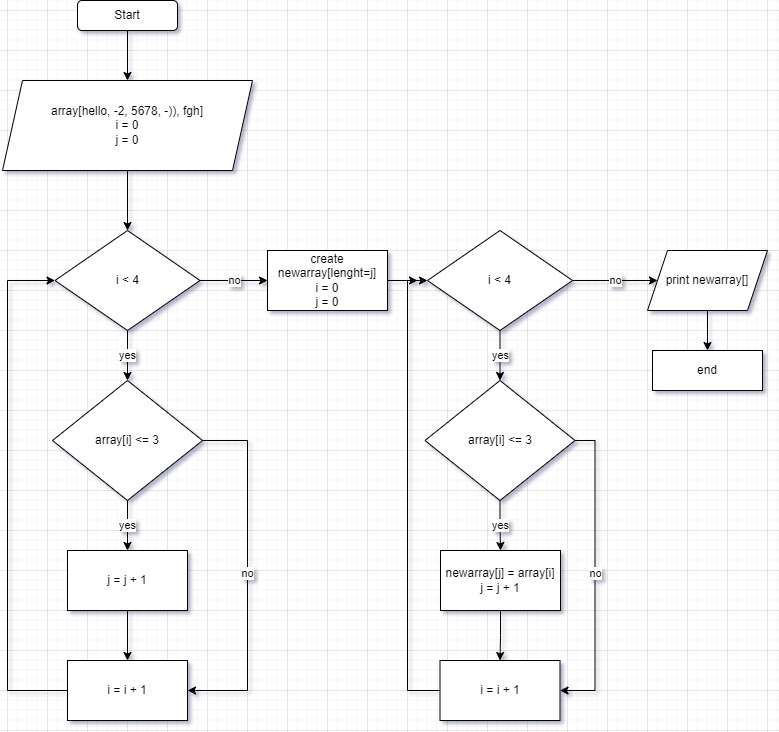 Start
array[hello, -2, 5678, -)), fgh]
i = 0
j = 0
i < 4
no
create
newarray[lenght=j]
i = 0
j = 0
i < 4
no
print newarray[]
end
yes
yes
array[i] <= 3
array[i] <= 3
yes
yes
j = j + 1
no
newarray[j] = array[i]
j = j + 1
no
i = i + 1
i = i + 1